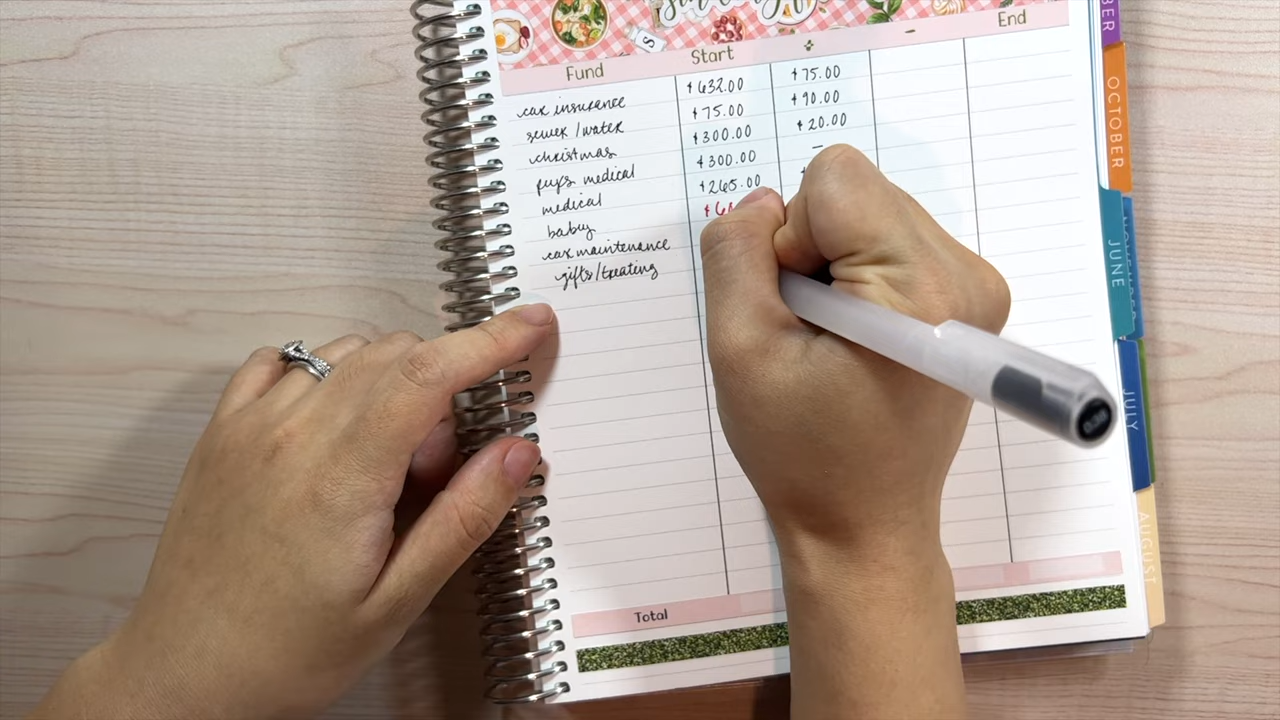 Fund Start + - End
car insurance $632.00 $75.00
sewer/water $75.00 $90.00
christmas $300.00 $20.00
pup's medical $300.00 –
medical $265.00
baby
car maintenance
gifts/treating
Total
BER
OCTOBER
JUNE
JULY
AUGUST
S